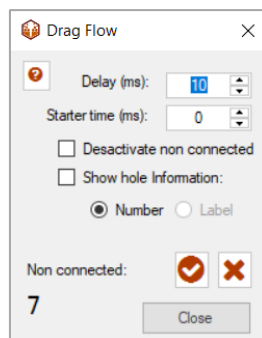 Drag Flow
Delay (ms): 10
Starter time (ms): 0
Desactivate non connected
Show hole Information:
Number Label
Non connected:
7
Close